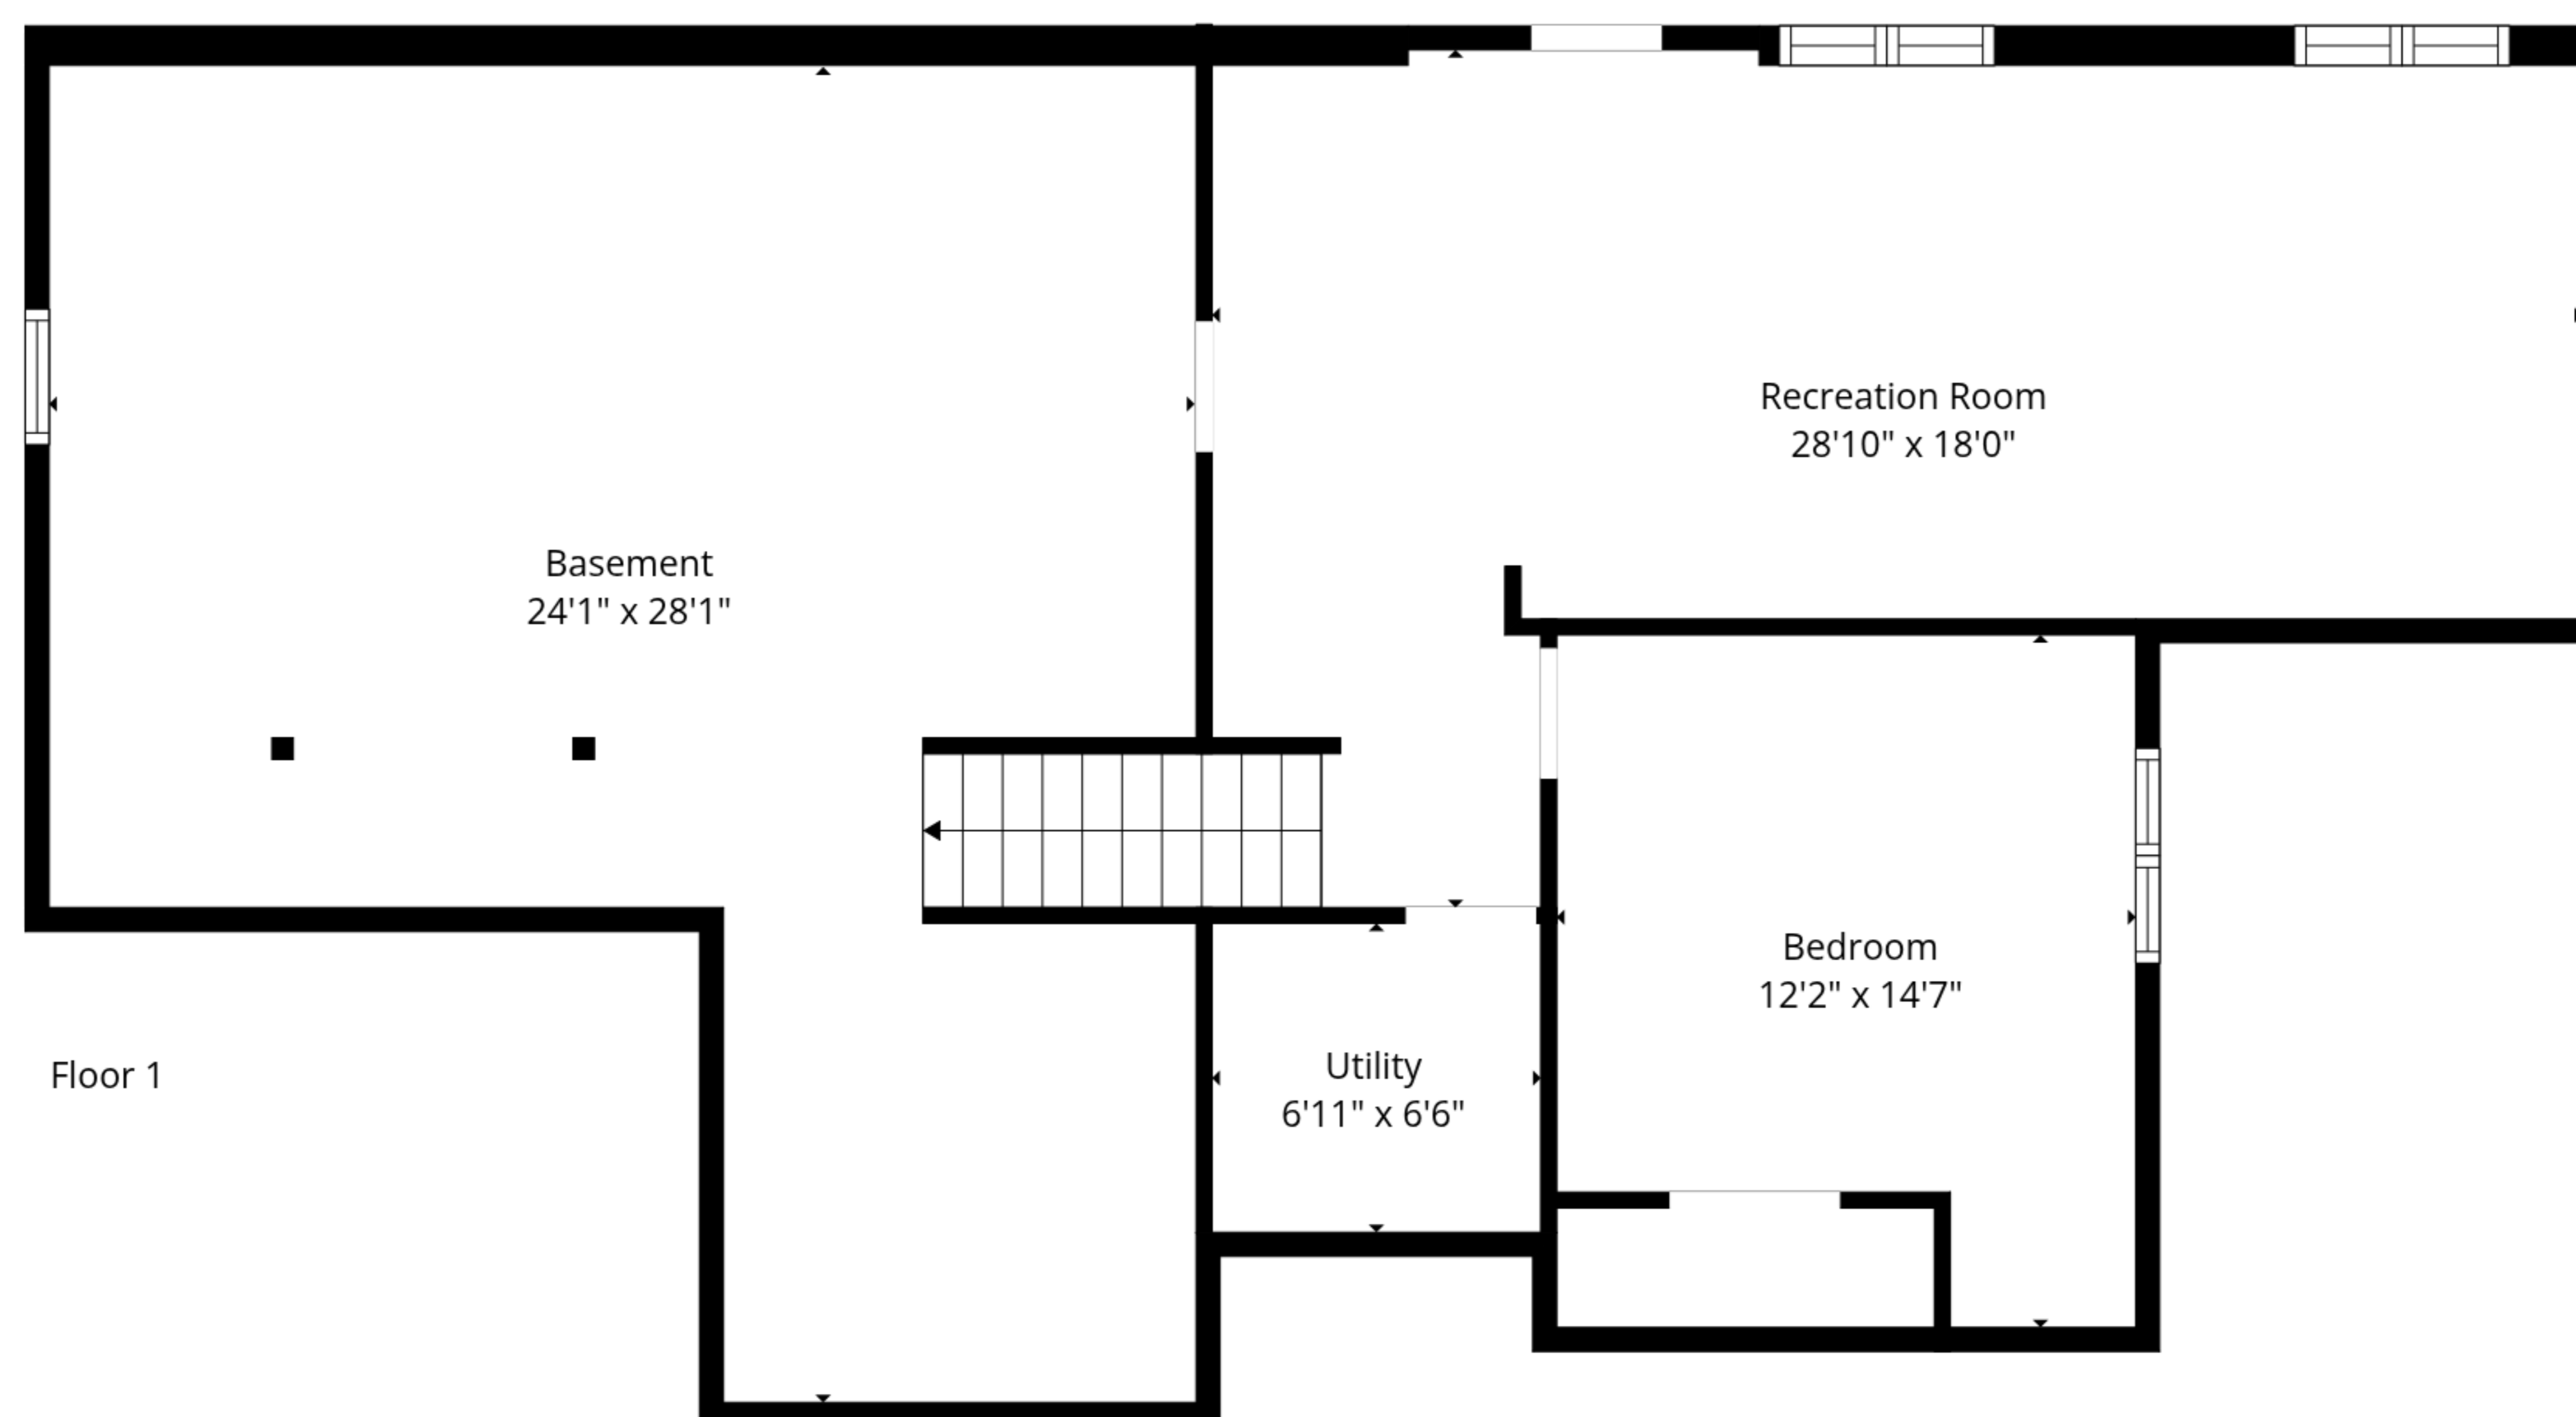 Recreation Room
28'10" x 18'0"
Basement
24'1" x 28'1"
Bedroom
12'2" x 14'7"
Utility
6'11" x 6'6"
Floor 1